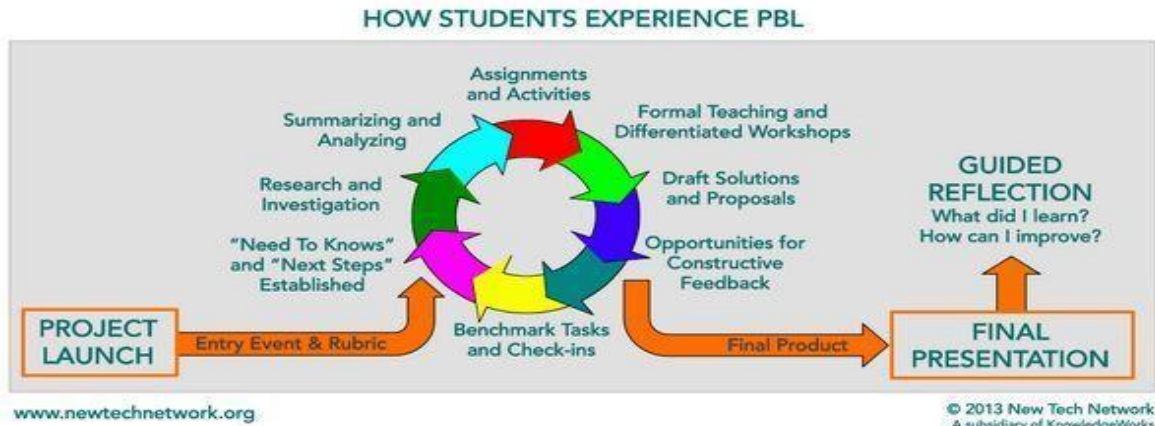 HOW STUDENTS EXPERIENCE PBL
Assignments
and Activities
Summarizing and
Analyzing
Formal Teaching and
Differentiated Workshops
Research and
Investigation
Draft Solutions
and Proposals
"Need To Knows"
and "Next Steps"
Established
Opportunities for
Constructive
Feedback
Benchmark Tasks
and Check-ins
PROJECT
LAUNCH
Entry Event & Rubric
Final Product
FINAL
PRESENTATION
GUIDED
REFLECTION
What did I learn?
How can I improve?
www.newtechnetwork.org
© 2013 New Tech Network
A subsidiary of KnowledgeWorks